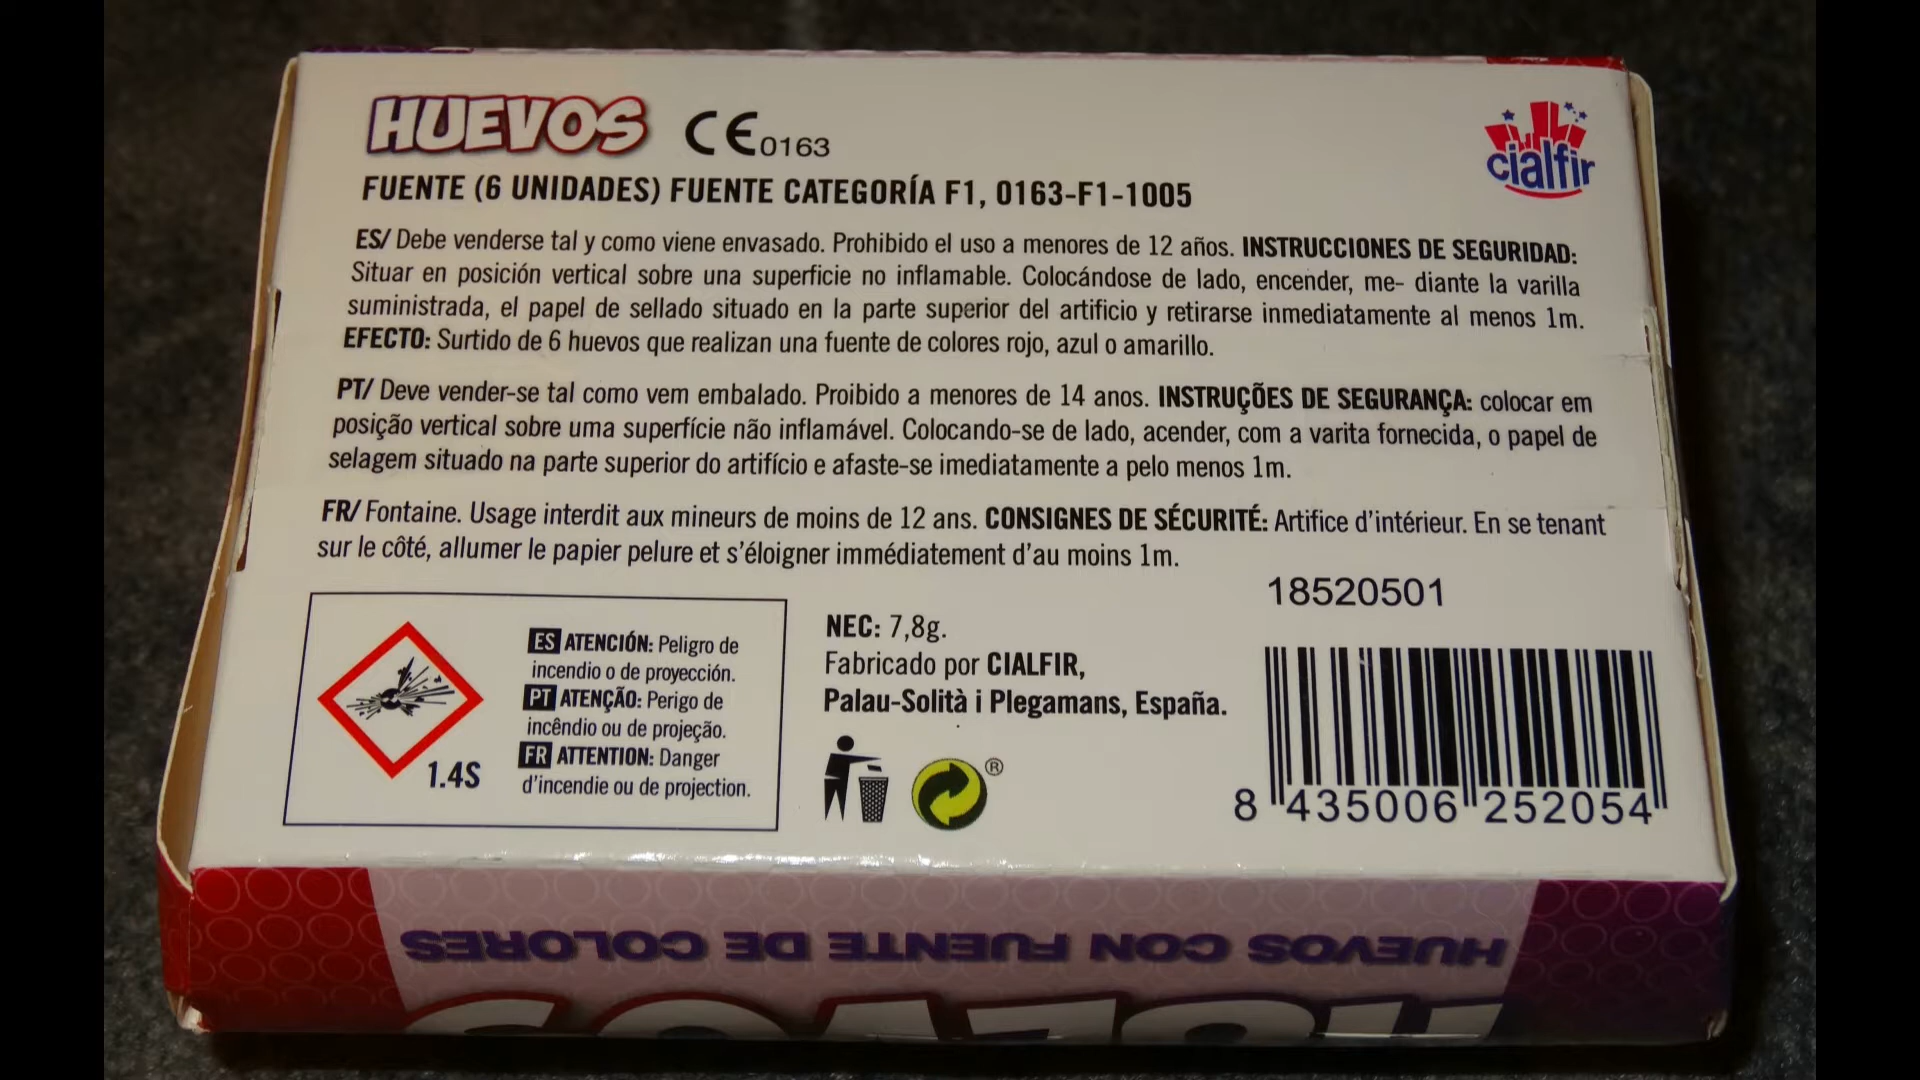 HUEVOS CE0163
cialfir
FUENTE (6 UNIDADES) FUENTE CATEGORÍA F1, 0163-F1-1005
ES/ Debe venderse tal y como viene envasado. Prohibido el uso a menores de 12 años. INSTRUCCIONES DE SEGURIDAD:
Situar en posición vertical sobre una superficie no inflamable. Colocándose de lado, encender, me- diante la varilla
suministrada, el papel de sellado situado en la parte superior del artificio y retirarse inmediatamente al menos 1m.
EFECTO: Surtido de 6 huevos que realizan una fuente de colores rojo, azul o amarillo.
PT/ Deve vender-se tal como vem embalado. Proibido a menores de 14 anos. INSTRUÇÕES DE SEGURANÇA: colocar em
posição vertical sobre uma superfície não inflamável. Colocando-se de lado, acender, com a varita fornecida, o papel de
selagem situado na parte superior do artifício e afaste-se imediatamente a pelo menos 1m.
FR/ Fontaine. Usage interdit aux mineurs de moins de 12 ans. CONSIGNES DE SÉCURITÉ: Artifice d'intérieur. En se tenant
sur le côté, allumer le papier pelure et s'éloigner immédiatement d'au moins 1m.
1.4S
ES ATENCIÓN: Peligro de
incendio o de proyección.
PT ATENÇÃO: Perigo de
incêndio ou de projeção.
FR ATTENTION: Danger
d'incendie ou de projection.
NEC: 7,8g.
Fabricado por CIALFIR,
Palau-Solità i Plegamans, España.
®
18520501
8 435006 252054
HUEVOS CON FUENTE DE COLORES
HUEVOS